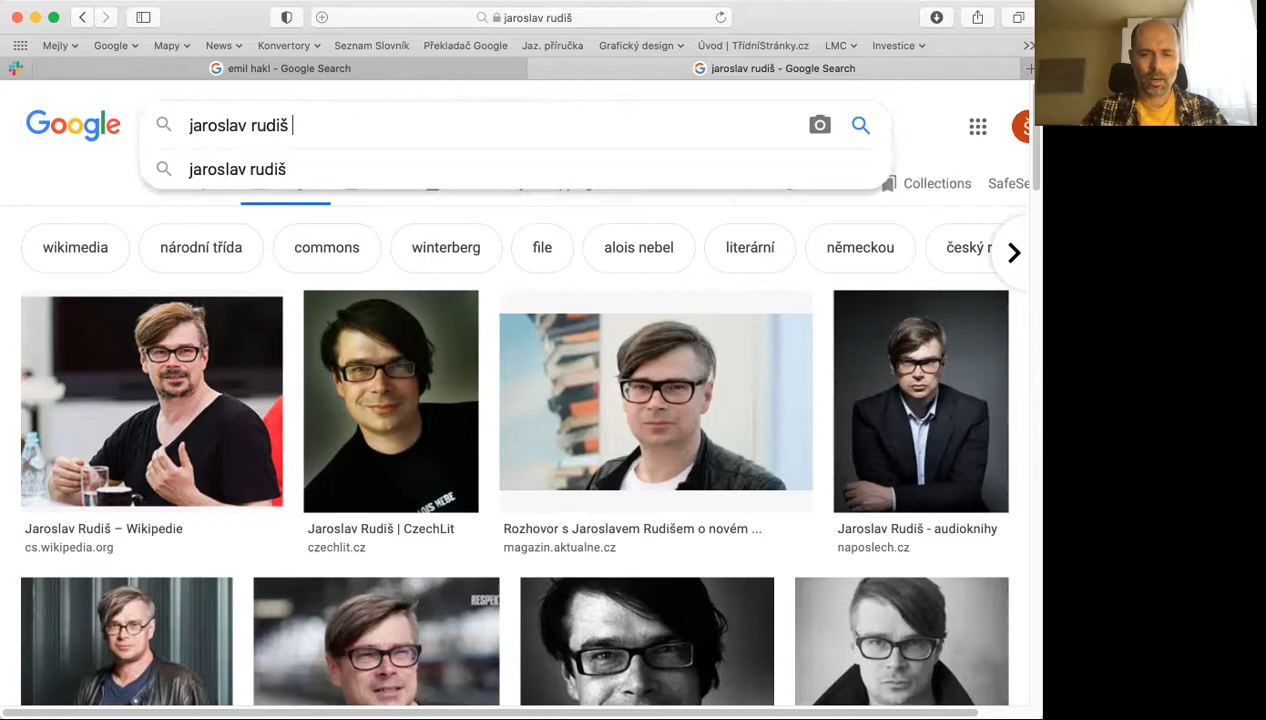 jaroslav rudiš
Mejly Google Mapy News Konvertory Seznam Slovník Překladač Google Jaz. příručka Grafický design Úvod | TřídníStránky.cz LMC Investice
emil hakl - Google Search
jaroslav rudiš - Google Search
Google
jaroslav rudiš
jaroslav rudiš
Collections SafeSe
wikimedia národní třída commons winterberg file alois nebel literární německou český r
Jaroslav Rudiš – Wikipedie
cs.wikipedia.org
Jaroslav Rudiš | CzechLit
czechlit.cz
Rozhovor s Jaroslavem Rudišem o novém ...
magazin.aktualne.cz
Jaroslav Rudiš - audioknihy
naposlech.cz
RESPEKT